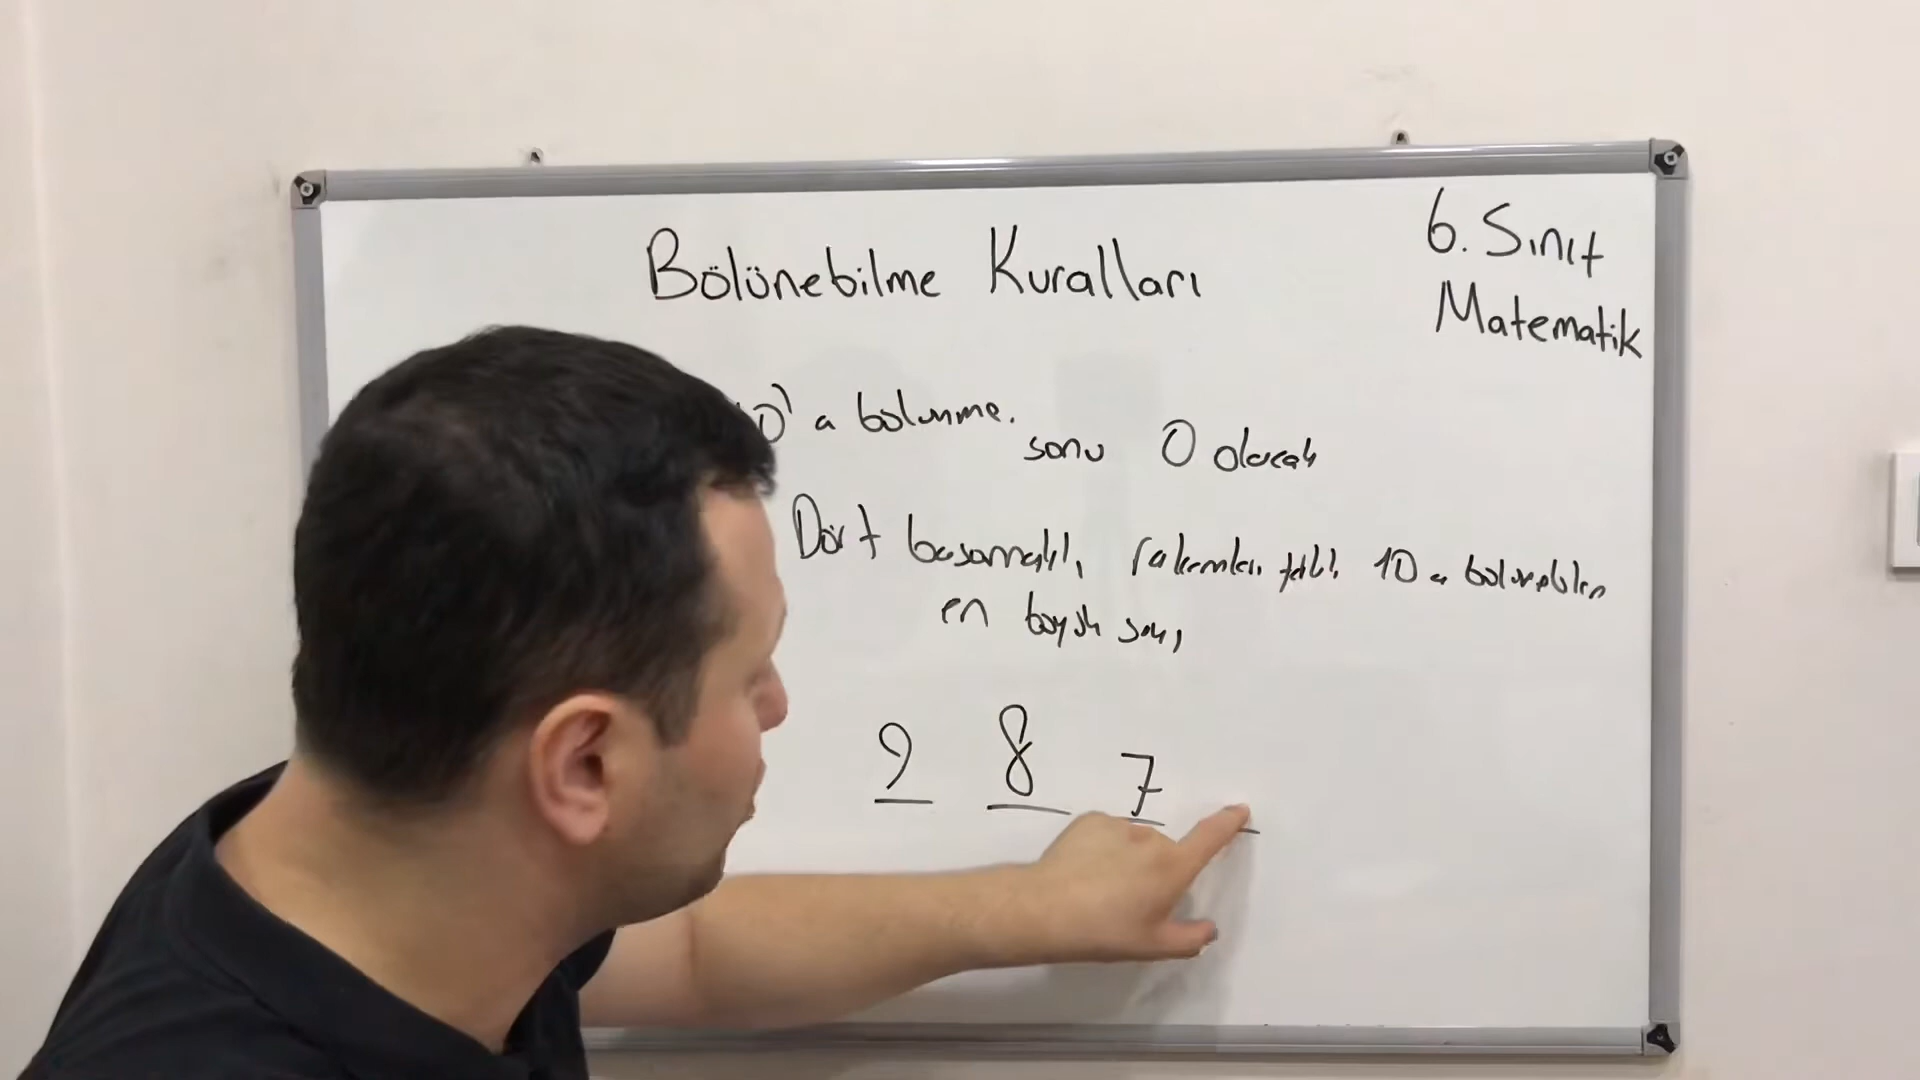 Bölünebilme Kuralları
6. Sınıf
Matematik
10' a bölünme.
sonu 0 olacak
Dört basamaklı, rakamları farklı 10 a bölünebilen
en büyük sayı
9 8 7